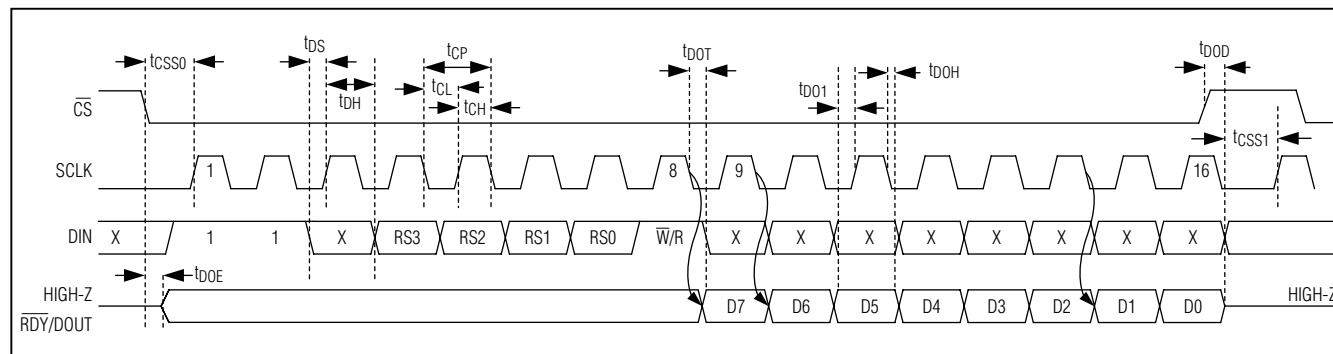 tDS tCP tDOT tDOD
tCSS0 tCL tDO1 tDOH
tDH tCH
CS tCSS1
SCLK 1 8 9 16
DIN X 1 1 X RS3 RS2 RS1 RS0 W/R X X X X X X X X
tDOE
HIGH-Z D7 D6 D5 D4 D3 D2 D1 D0 HIGH-Z
RDY/DOUT